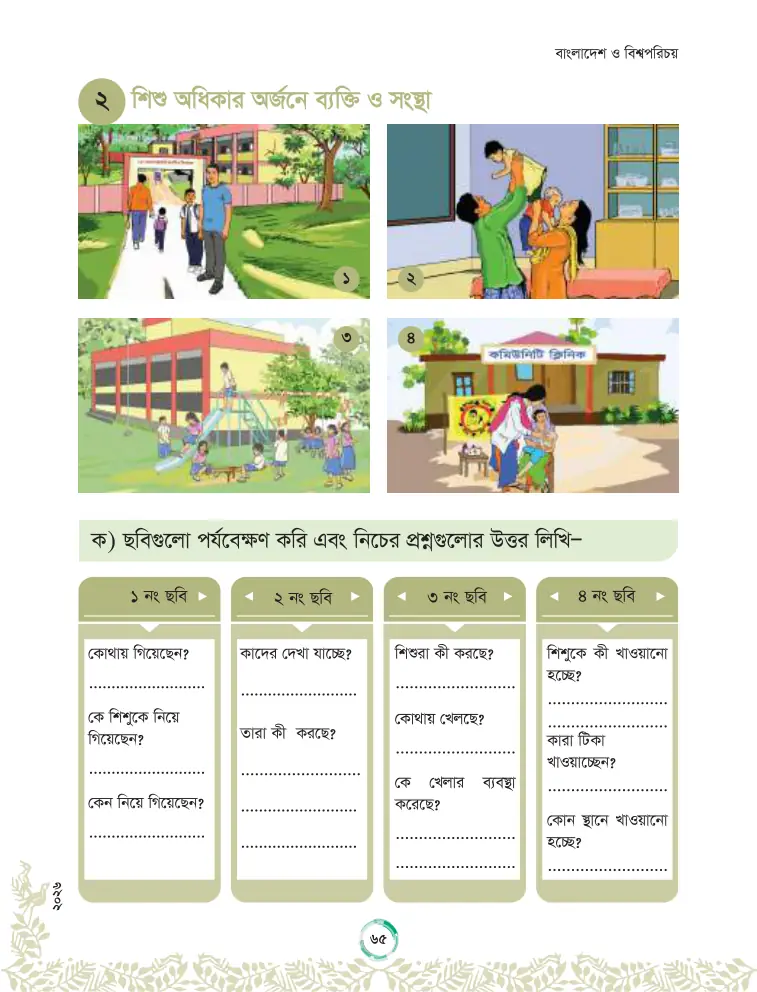 বাংলাদেশ ও বিশ্বপরিচয়
২ শিশু অধিকার অর্জনে ব্যক্তি ও সংস্থা
১
২
৩
৪
কমিউনিটি ক্লিনিক
ক) ছবিগুলো পর্যবেক্ষণ করি এবং নিচের প্রশ্নগুলোর উত্তর লিখি–
১ নং ছবি
কোথায় গিয়েছেন?
..........................
কে শিশুকে নিয়ে
গিয়েছেন?
..........................
কেন নিয়ে গিয়েছেন?
..........................
২ নং ছবি
কাদের দেখা যাচ্ছে?
..........................
তারা কী করছে?
...........................
..........................
..........................
৩ নং ছবি
শিশুরা কী করছে?
...........................
কোথায় খেলছে?
...........................
কে খেলার ব্যবস্থা
করেছে?
...........................
...........................
৪ নং ছবি
শিশুকে কী খাওয়ানো
হচ্ছে?
...........................
...........................
কারা টিকা
খাওয়াচ্ছেন?
...........................
কোন স্থানে খাওয়ানো
হচ্ছে?
...........................
২০২৬
৬৫